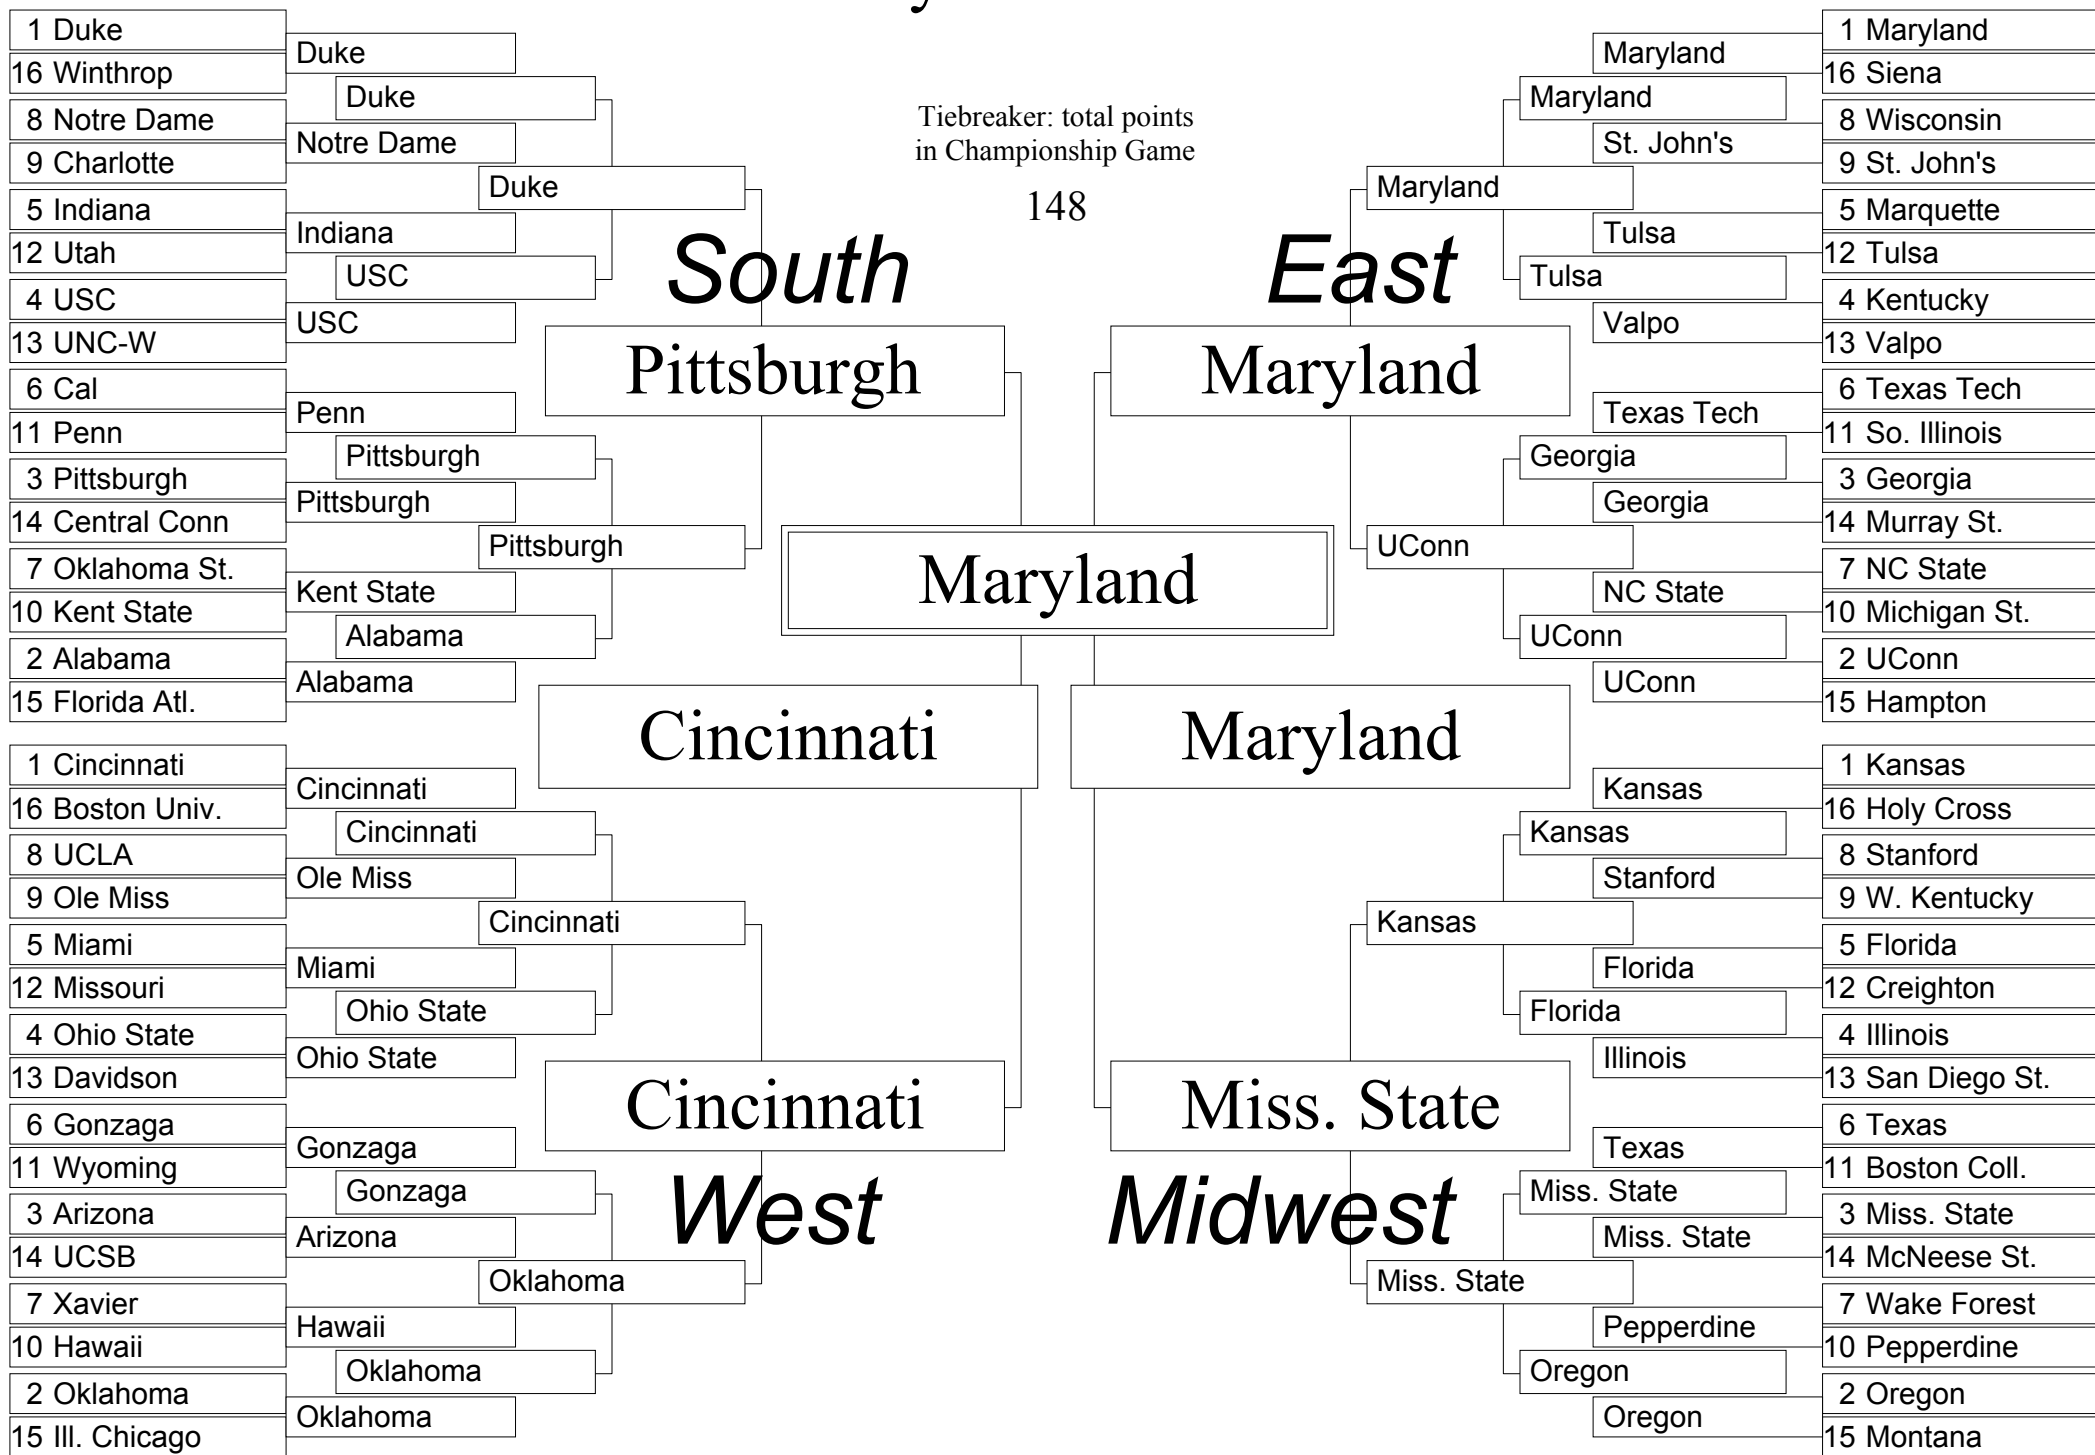 1 Duke
16 Winthrop
8 Notre Dame
9 Charlotte
5 Indiana
12 Utah
4 USC
13 UNC-W
6 Cal
11 Penn
3 Pittsburgh
14 Central Conn
7 Oklahoma St.
10 Kent State
2 Alabama
15 Florida Atl.
Duke
Notre Dame
Indiana
USC
Penn
Pittsburgh
Kent State
Alabama
Duke
USC
Pittsburgh
Alabama
Duke
Pittsburgh
South
Pittsburgh
1 Cincinnati
16 Boston Univ.
8 UCLA
9 Ole Miss
5 Miami
12 Missouri
4 Ohio State
13 Davidson
6 Gonzaga
11 Wyoming
3 Arizona
14 UCSB
7 Xavier
10 Hawaii
2 Oklahoma
15 Ill. Chicago
Cincinnati
Ole Miss
Miami
Ohio State
Gonzaga
Arizona
Hawaii
Oklahoma
Cincinnati
Ohio State
Gonzaga
Oklahoma
Cincinnati
Oklahoma
Cincinnati
West
Tiebreaker: total points
in Championship Game
148
Maryland
Cincinnati
Maryland
East
Maryland
Maryland
UConn
Maryland
Tulsa
Georgia
UConn
Maryland
St. John's
Tulsa
Valpo
Texas Tech
Georgia
NC State
UConn
1 Maryland
16 Siena
8 Wisconsin
9 St. John's
5 Marquette
12 Tulsa
4 Kentucky
13 Valpo
6 Texas Tech
11 So. Illinois
3 Georgia
14 Murray St.
7 NC State
10 Michigan St.
2 UConn
15 Hampton
Miss. State
Midwest
Kansas
Miss. State
Kansas
Florida
Miss. State
Oregon
Kansas
Stanford
Florida
Illinois
Texas
Miss. State
Pepperdine
Oregon
1 Kansas
16 Holy Cross
8 Stanford
9 W. Kentucky
5 Florida
12 Creighton
4 Illinois
13 San Diego St.
6 Texas
11 Boston Coll.
3 Miss. State
14 McNeese St.
7 Wake Forest
10 Pepperdine
2 Oregon
15 Montana